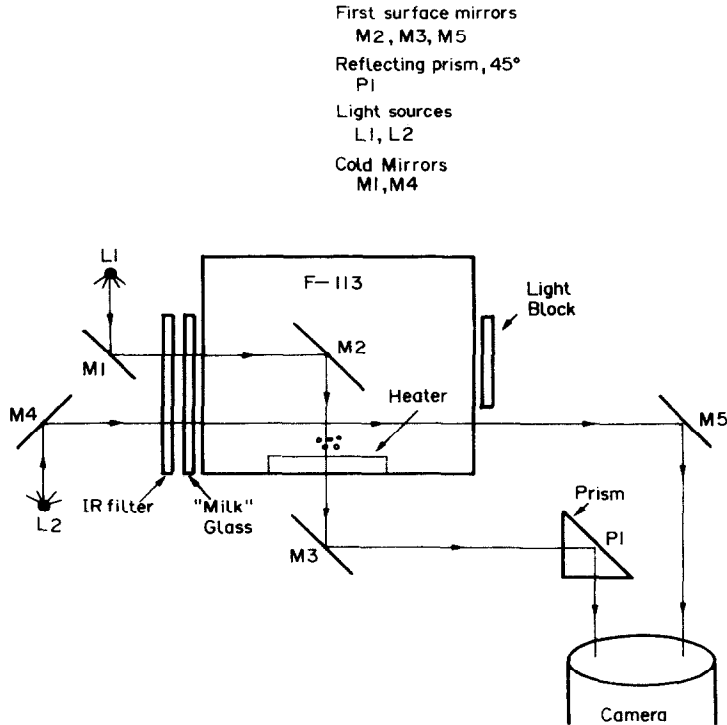 First surface mirrors
M2, M3, M5
Reflecting prism, 45°
P1
Light sources
L1, L2
Cold Mirrors
M1, M4
L1
F-113
Light
Block
M1
M2
Heater
M4
M5
L2
IR filter
"Milk"
Glass
M3
Prism
P1
Camera